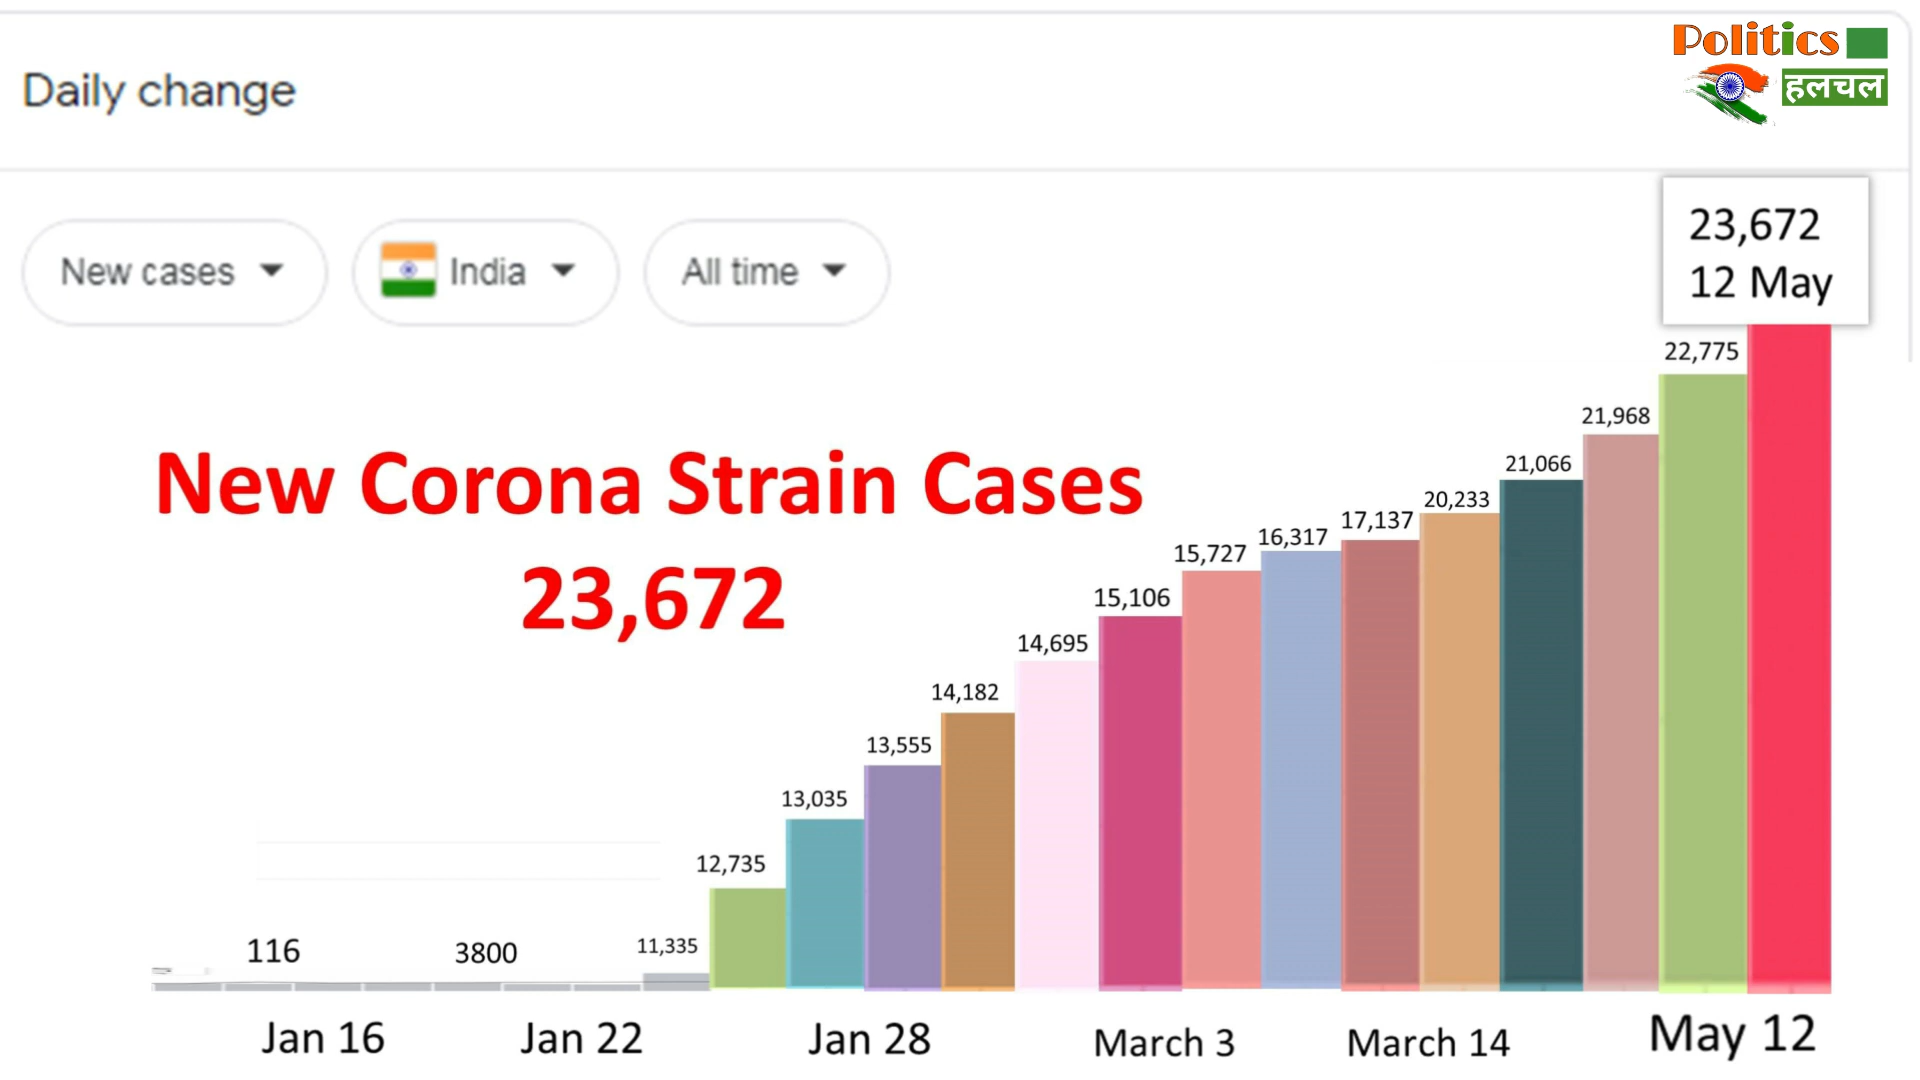 Politics
हलचल
Daily change
New cases
India
All time
23,672
12 May
22,775
21,968
21,066
20,233
17,137
16,317
15,727
15,106
14,695
14,182
13,555
13,035
12,735
11,335
3800
116
New Corona Strain Cases
23,672
Jan 16
Jan 22
Jan 28
March 3
March 14
May 12